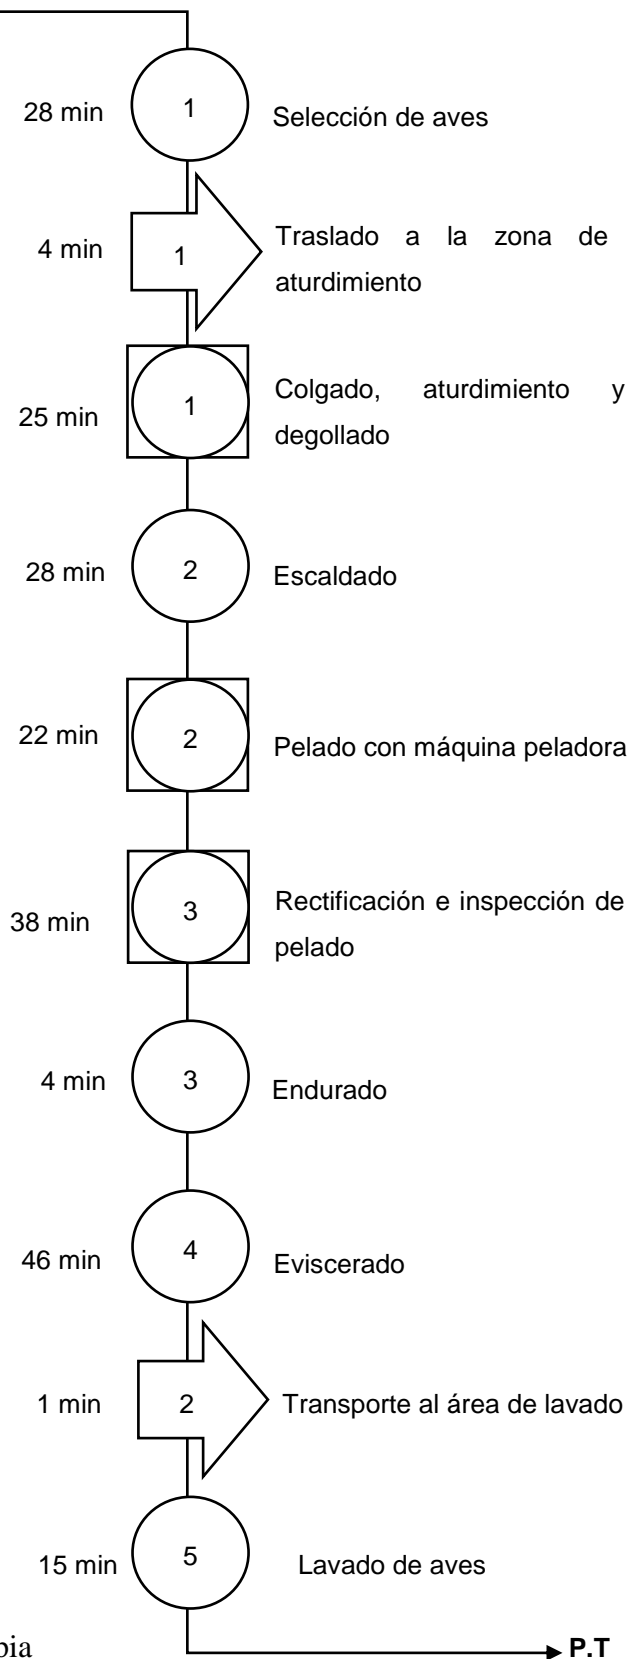 28 min 1 Selección de aves
4 min 1 Traslado a la zona de
aturdimiento
25 min 1 Colgado, aturdimiento y
degollado
28 min 2 Escaldado
22 min 2 Pelado con máquina peladora
38 min 3 Rectificación e inspección de
pelado
4 min 3 Endurado
46 min 4 Eviscerado
1 min 2 Transporte al área de lavado
15 min 5 Lavado de aves
pia P.T